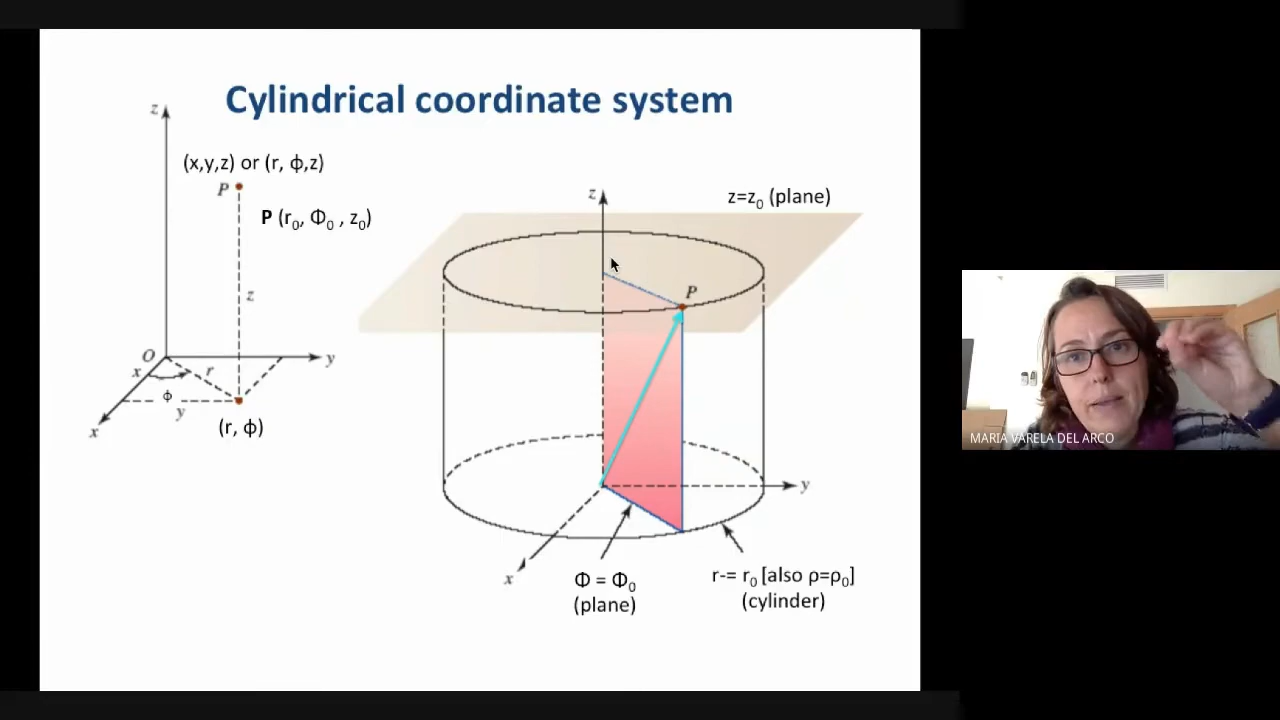 Cylindrical coordinate system
z
(x,y,z) or (r, ϕ,z)
P
P (r₀, Φ₀ , z₀)
z
O
y
x
r
ϕ
y
x
(r, ϕ)
z=z₀ (plane)
z
P
y
x
Φ = Φ₀
(plane)
r-= r₀ [also ρ=ρ₀]
(cylinder)
MARIA VARELA DEL ARCO